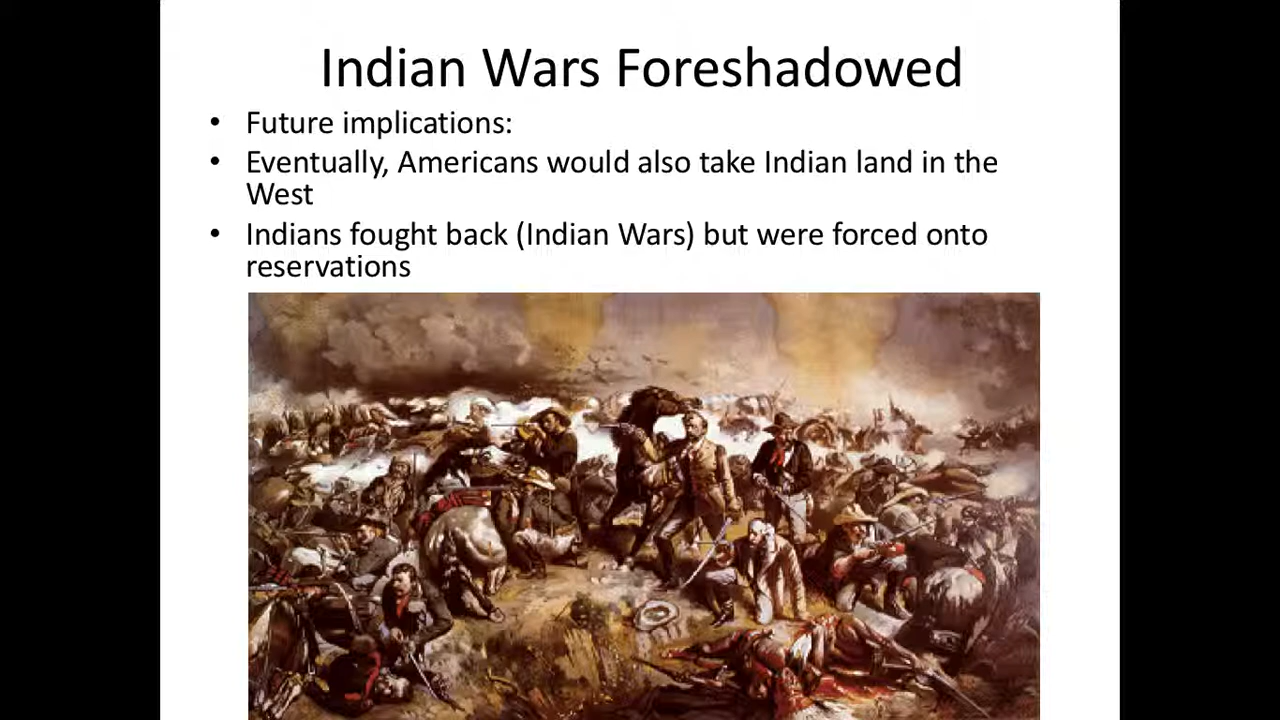 Indian Wars Foreshadowed
• Future implications:
• Eventually, Americans would also take Indian land in the
West
• Indians fought back (Indian Wars) but were forced onto
reservations